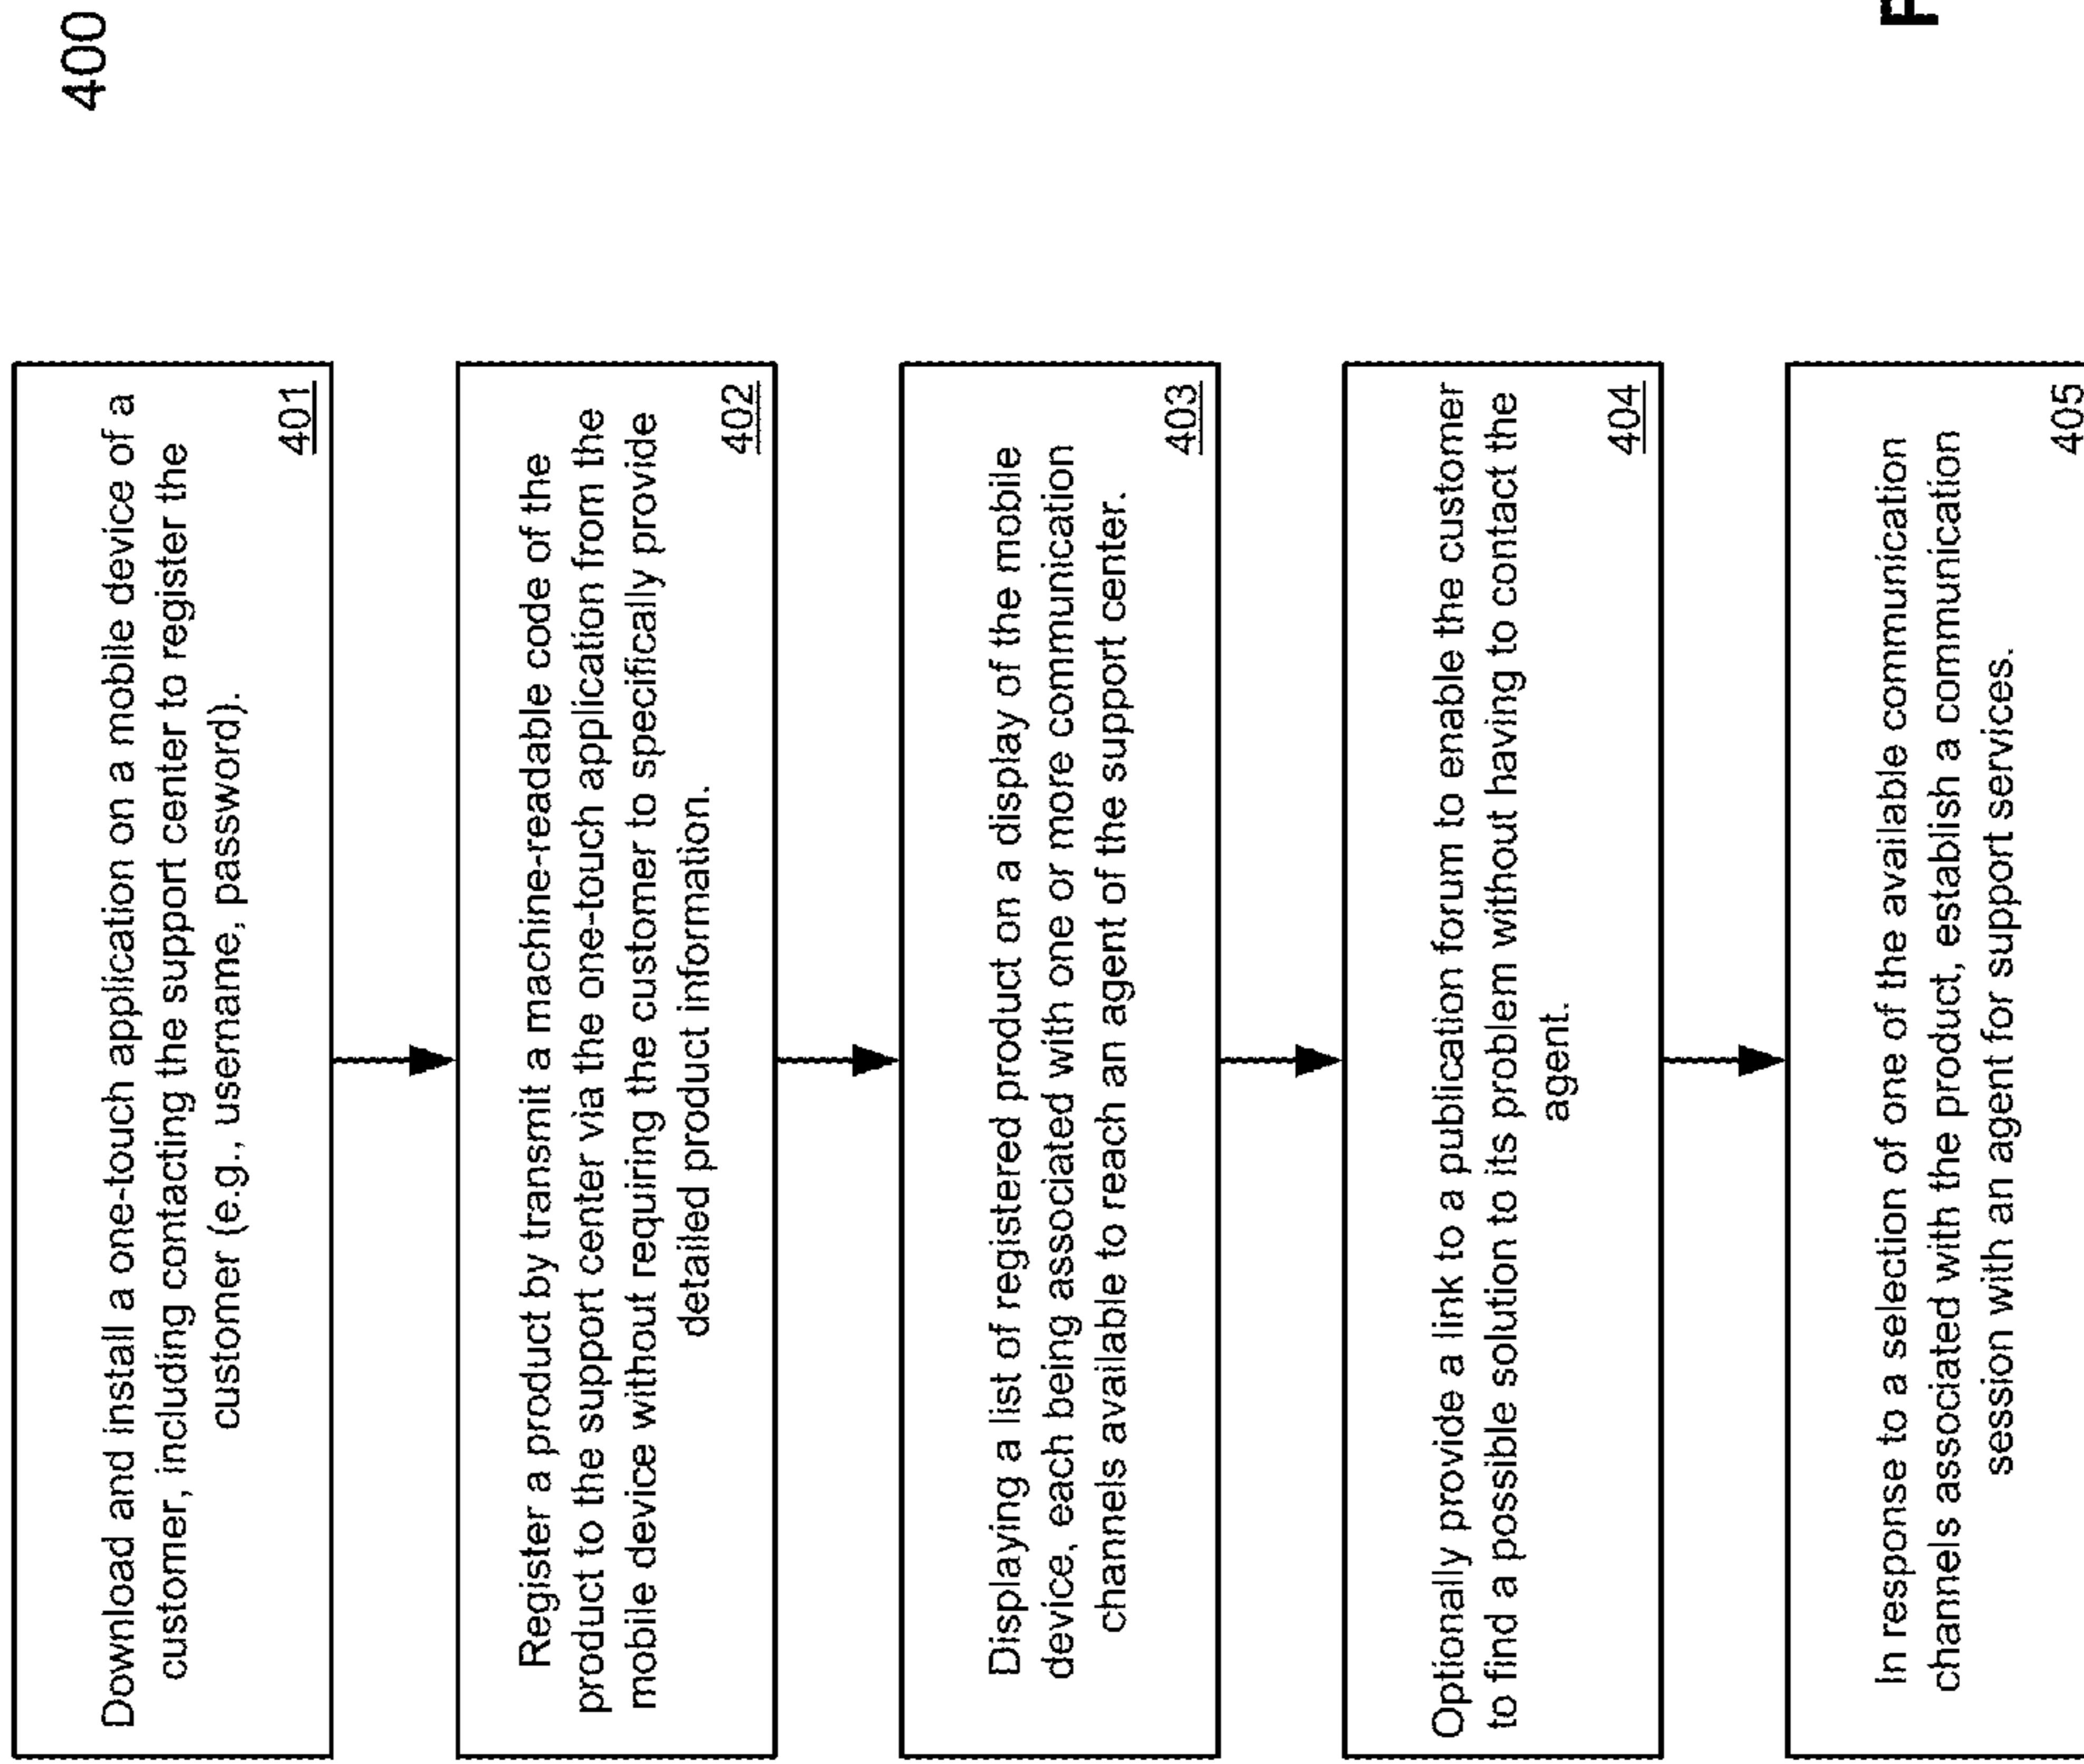 400
Download and install a one-touch application on a mobile device of a
customer, including contacting the support center to register the
customer (e.g., username, password).
401
Register a product by transmit a machine-readable code of the
product to the support center via the one-touch application from the
mobile device without requiring the customer to specifically provide
detailed product information.
402
Displaying a list of registered product on a display of the mobile
device, each being associated with one or more communication
channels available to reach an agent of the support center.
403
Optionally provide a link to a publication forum to enable the customer
to find a possible solution to its problem without having to contact the
agent.
404
In response to a selection of one of the available communication
channels associated with the product, establish a communication
session with an agent for support services.
405